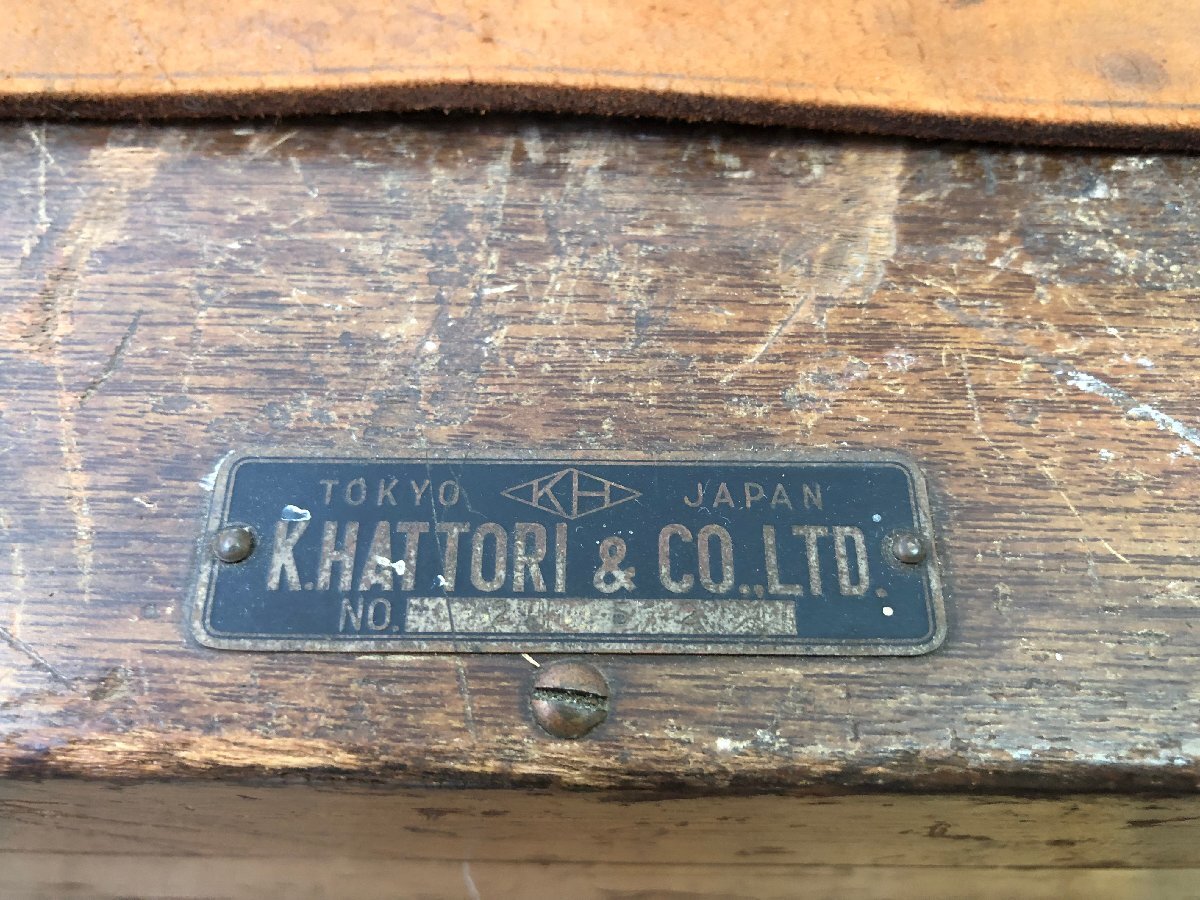 TOKYO KH JAPAN
K.HATTORI & CO.,LTD.
NO.